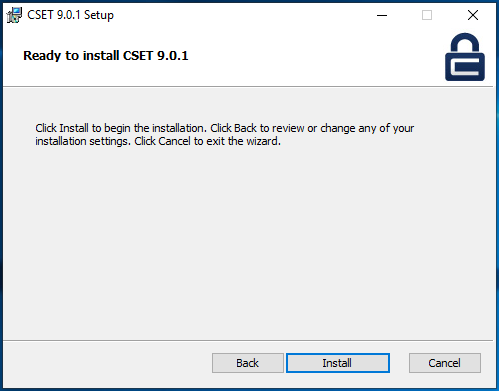 CSET 9.0.1 Setup
Ready to install CSET 9.0.1
Click Install to begin the installation. Click Back to review or change any of your
installation settings. Click Cancel to exit the wizard.
Back Install Cancel